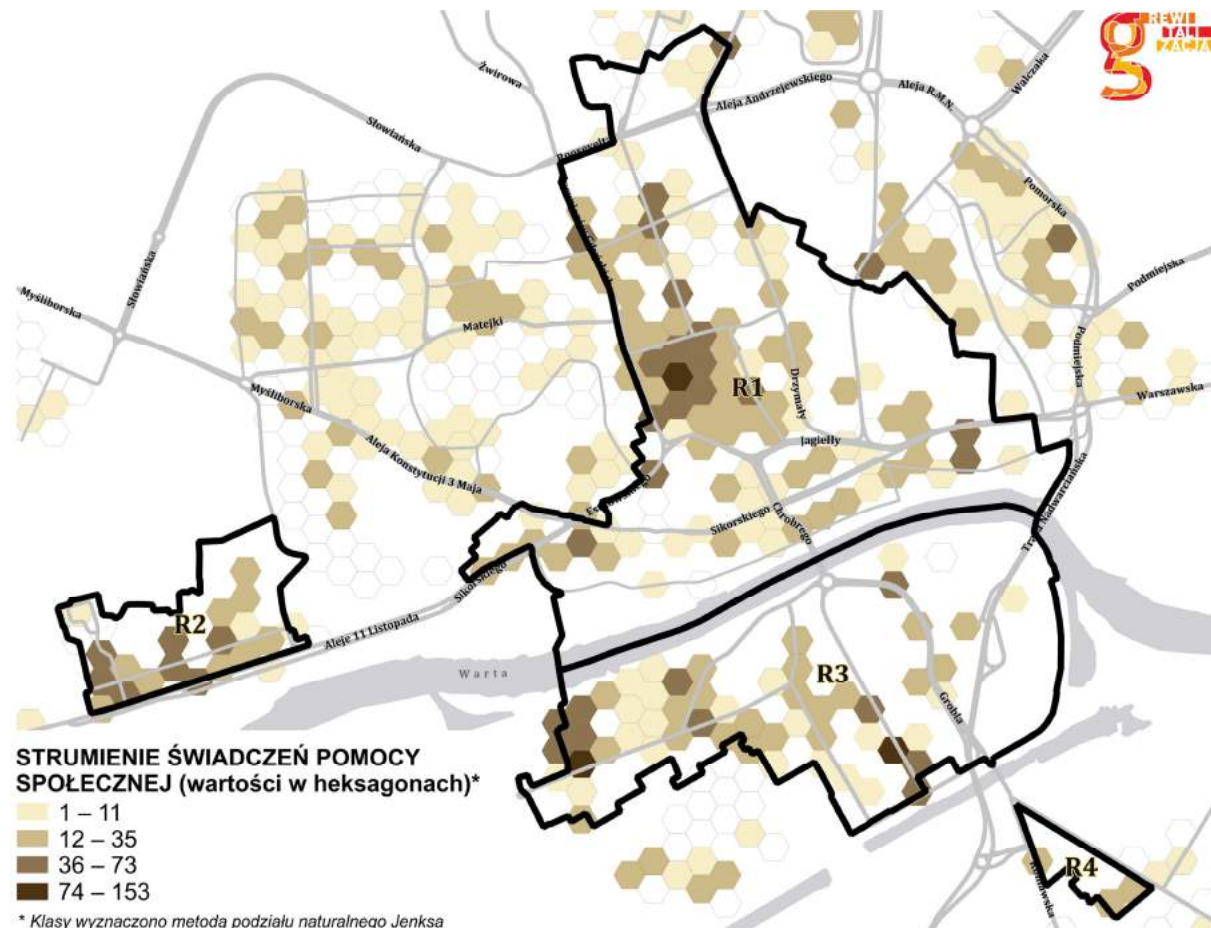 REWI
TALI
ZACJA
Żwirowa
Aleja Andrzejewskiego
Aleja R.M.N.
Walczaka
Słowiańska
Roosevelta
Pomorska
Słowiańska
Myśliborska
Podmiejska
Matejki
Podmiejska
R1
Drzymały
Warszawska
Myśliborska
Aleja Konstytucji 3 Maja
Jagiełły
Sikorskiego
Chrobrego
Trasa Nadwarciańska
Sikorskiego
R2
Aleje 11 Listopada
Warta
R3
Grobla
R4
STRUMIENIE ŚWIADCZEŃ POMOCY
SPOŁECZNEJ (wartości w heksagonach)*
1 – 11
12 – 35
36 – 73
74 – 153
* Klasy wyznaczono metodą podziału naturalnego Jenksa